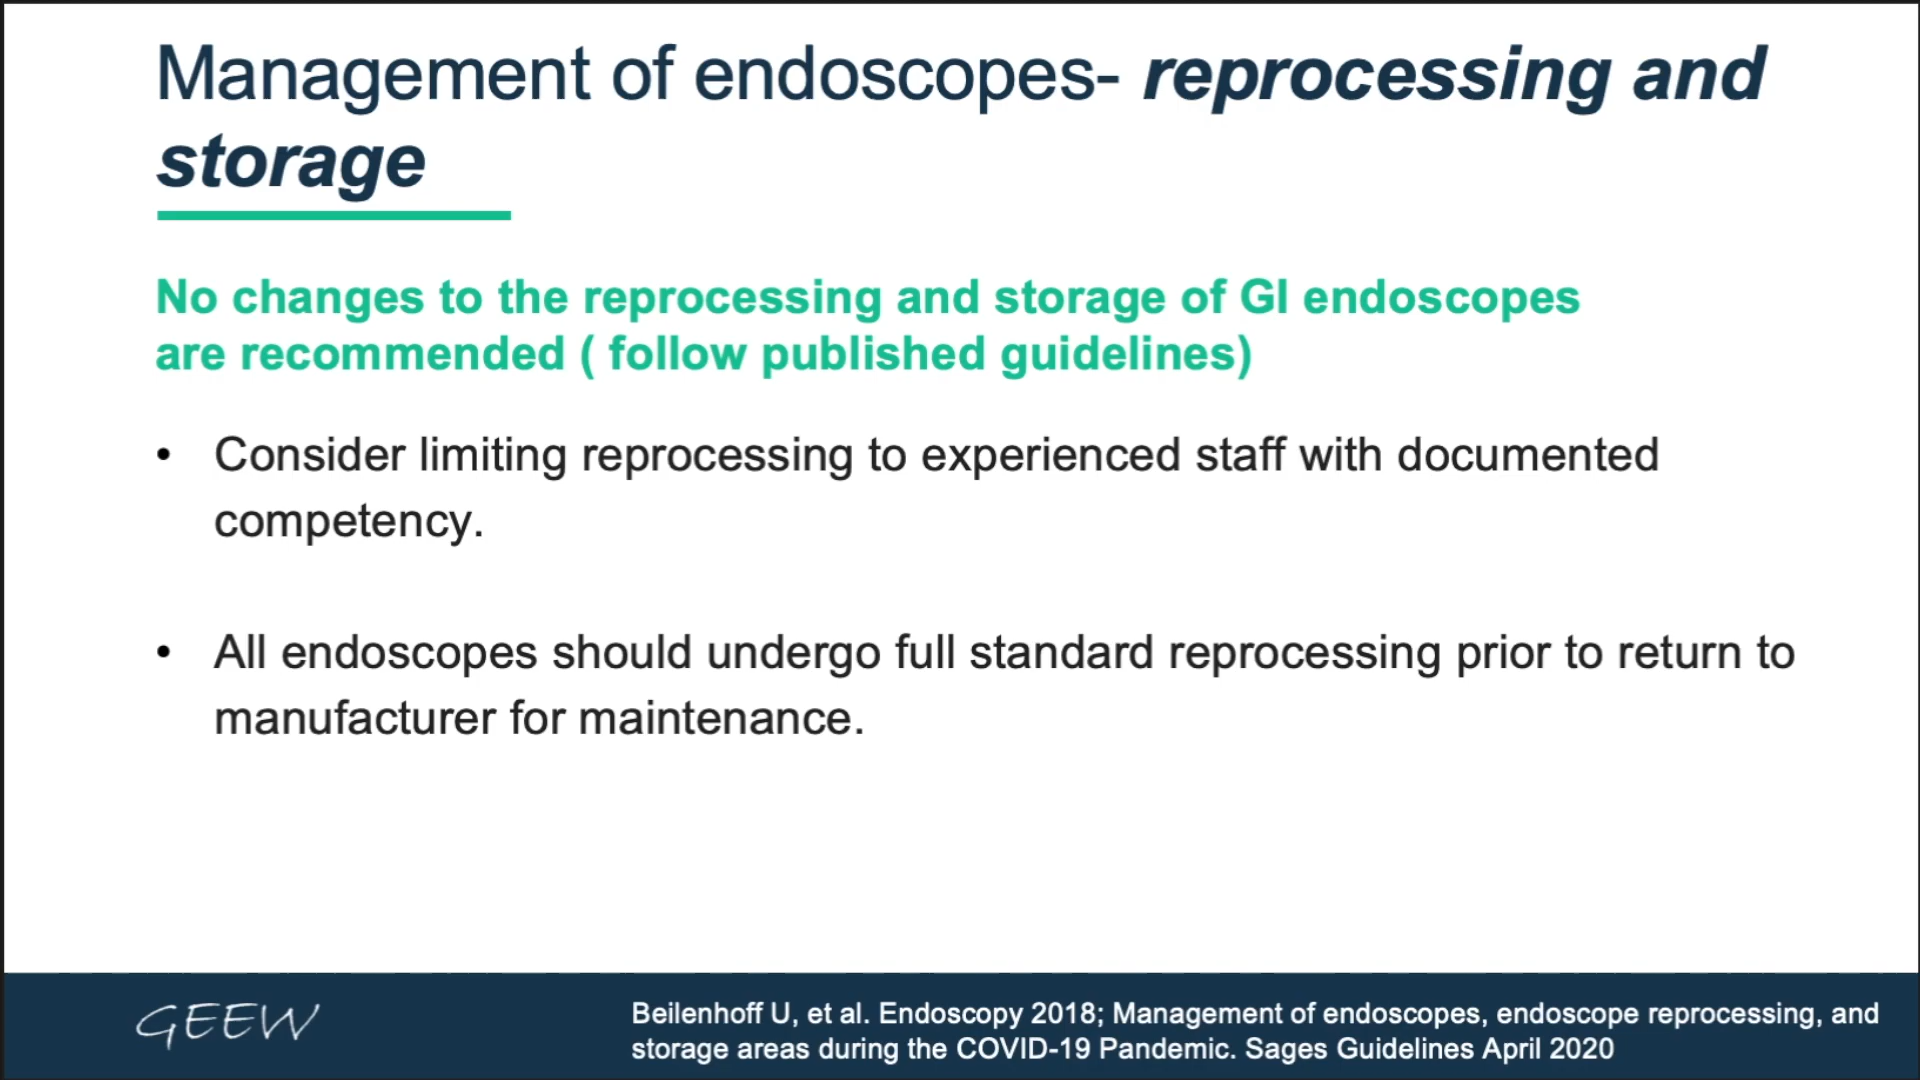 Management of endoscopes- reprocessing and
storage
No changes to the reprocessing and storage of GI endoscopes
are recommended ( follow published guidelines)
• Consider limiting reprocessing to experienced staff with documented
competency.
• All endoscopes should undergo full standard reprocessing prior to return to
manufacturer for maintenance.
GEEW
Beilenhoff U, et al. Endoscopy 2018; Management of endoscopes, endoscope reprocessing, and
storage areas during the COVID-19 Pandemic. Sages Guidelines April 2020